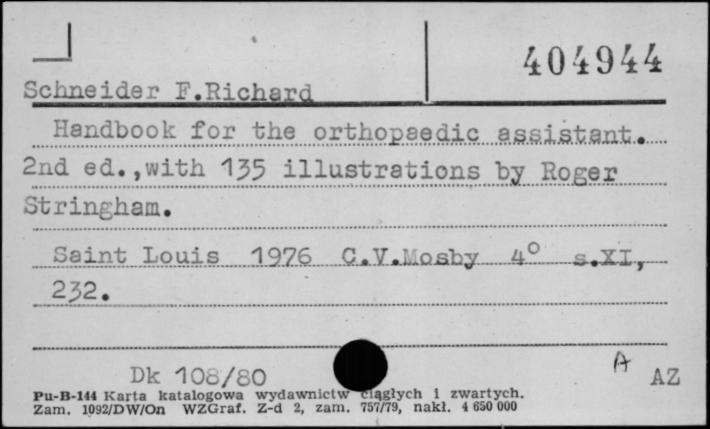 404944
Schneider F.Richard
Handbook for the orthopaedic assistant.
2nd ed.,with 135 illustrations by Roger
Stringham.
Saint Louis 1976 C.V.Mosby 4° s.XI,
232.
Dk 108/80
A AZ
Pu-B-144 Karta katalogowa wydawnictw ciągłych i zwartych.
Zam. 1092/DW/On WZGraf. Z-d 2, zam. 757/79, nakł. 4 650 000